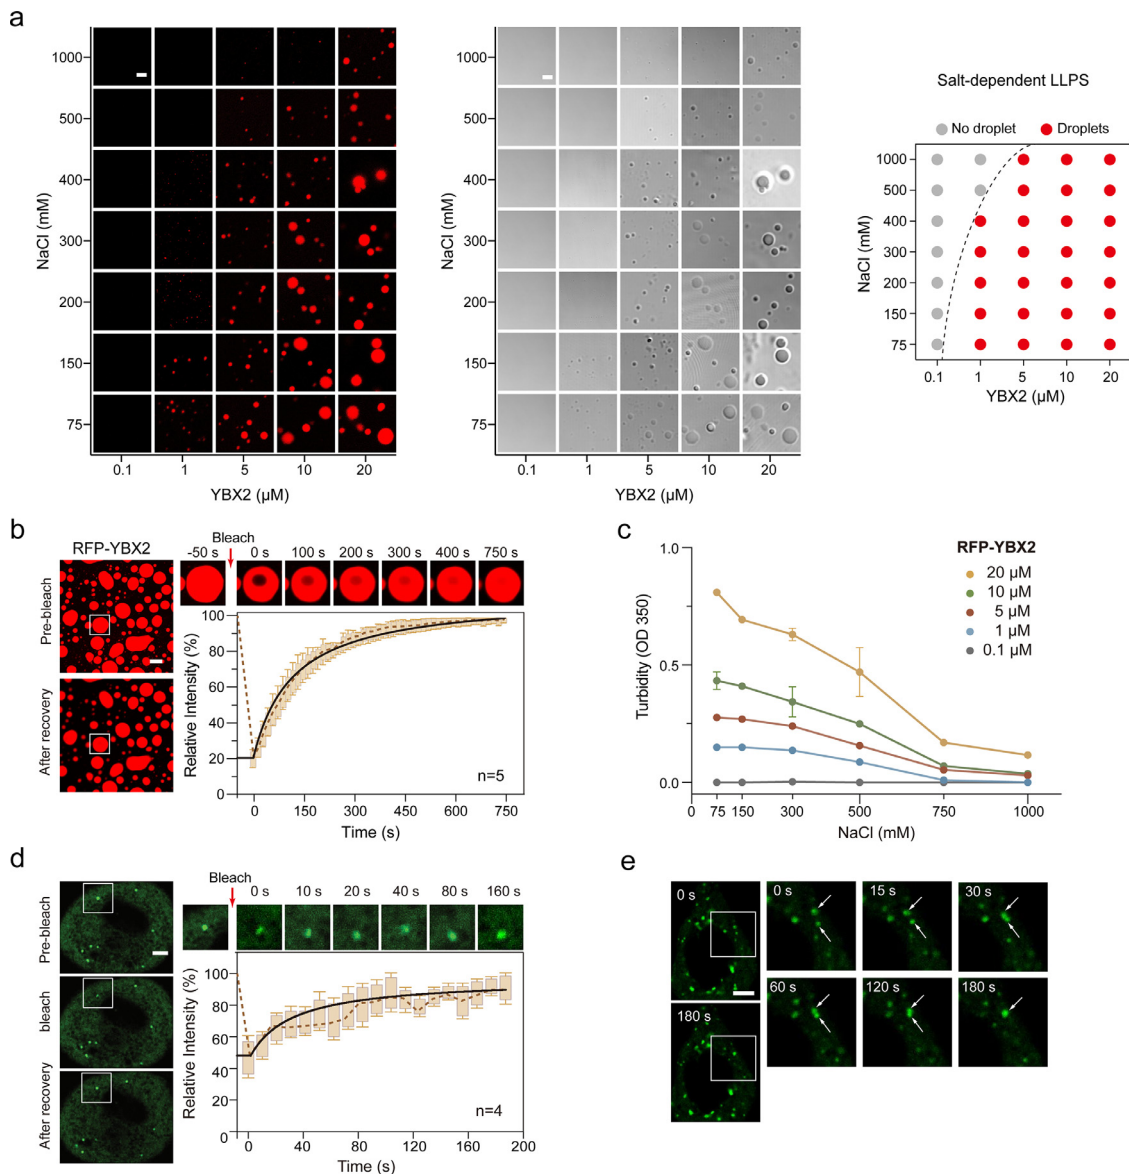 a
1000
500
400
300
200
150
75
NaCl (mM)
0.1 1 5 10 20
YBX2 (µM)
1000
500
400
300
200
150
75
NaCl (mM)
0.1 1 5 10 20
YBX2 (µM)
Salt-dependent LLPS
No droplet Droplets
1000
500
400
300
200
150
75
NaCl (mM)
0.1 1 5 10 20
YBX2 (µM)
b
RFP-YBX2
Pre-bleach
After recovery
Bleach
-50 s 0 s 100 s 200 s 300 s 400 s 750 s
100
80
60
40
20
0
Relative Intensity (%)
n=5
0 150 300 450 600 750
Time (s)
c
1.0
0.5
0.0
Turbidity (OD 350)
RFP-YBX2
20 µM
10 µM
5 µM
1 µM
0.1 µM
0 75 150 300 500 750 1000
NaCl (mM)
d
Pre-bleach
bleach
After recovery
Bleach
0 s 10 s 20 s 40 s 80 s 160 s
100
80
60
40
0
Relative Intensity (%)
n=4
0 40 80 120 160 200
Time (s)
e
0 s
180 s
0 s 15 s 30 s
60 s 120 s 180 s